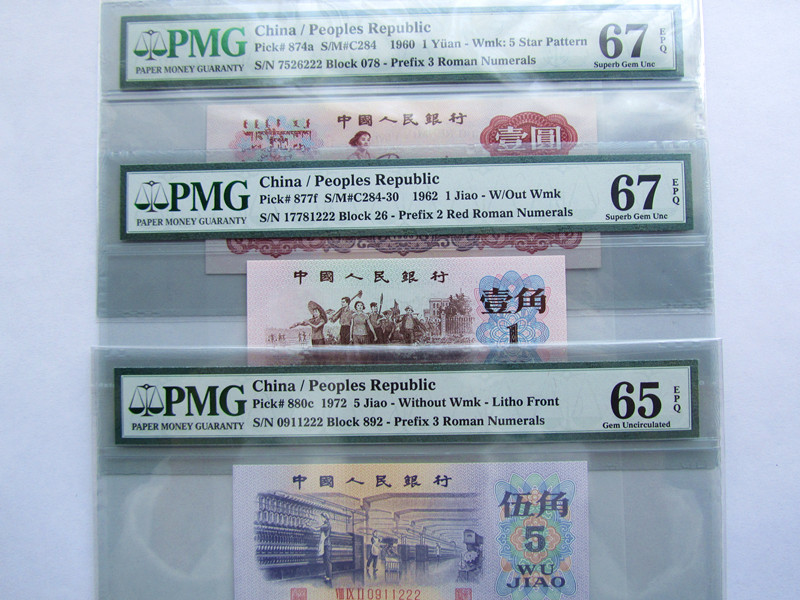 PMG
PAPER MONEY GUARANTY
China / Peoples Republic
Pick# 874a S/M#C284 1960 1 Yüan - Wmk: 5 Star Pattern
S/N 7526222 Block 078 - Prefix 3 Roman Numerals
67 EPQ
Superb Gem Unc
中國人民銀行
壹圓
PMG
PAPER MONEY GUARANTY
China / Peoples Republic
Pick# 877f S/M#C284-30 1962 1 Jiao - W/Out Wmk
S/N 17781222 Block 26 - Prefix 2 Red Roman Numerals
67 EPQ
Superb Gem Unc
中國人民銀行
壹角
1
PMG
PAPER MONEY GUARANTY
China / Peoples Republic
Pick# 880c 1972 5 Jiao - Without Wmk - Litho Front
S/N 0911222 Block 892 - Prefix 3 Roman Numerals
65 EPQ
Gem Uncirculated
中國人民銀行
伍角
5
WU
JIAO
VIII IX II 0911222